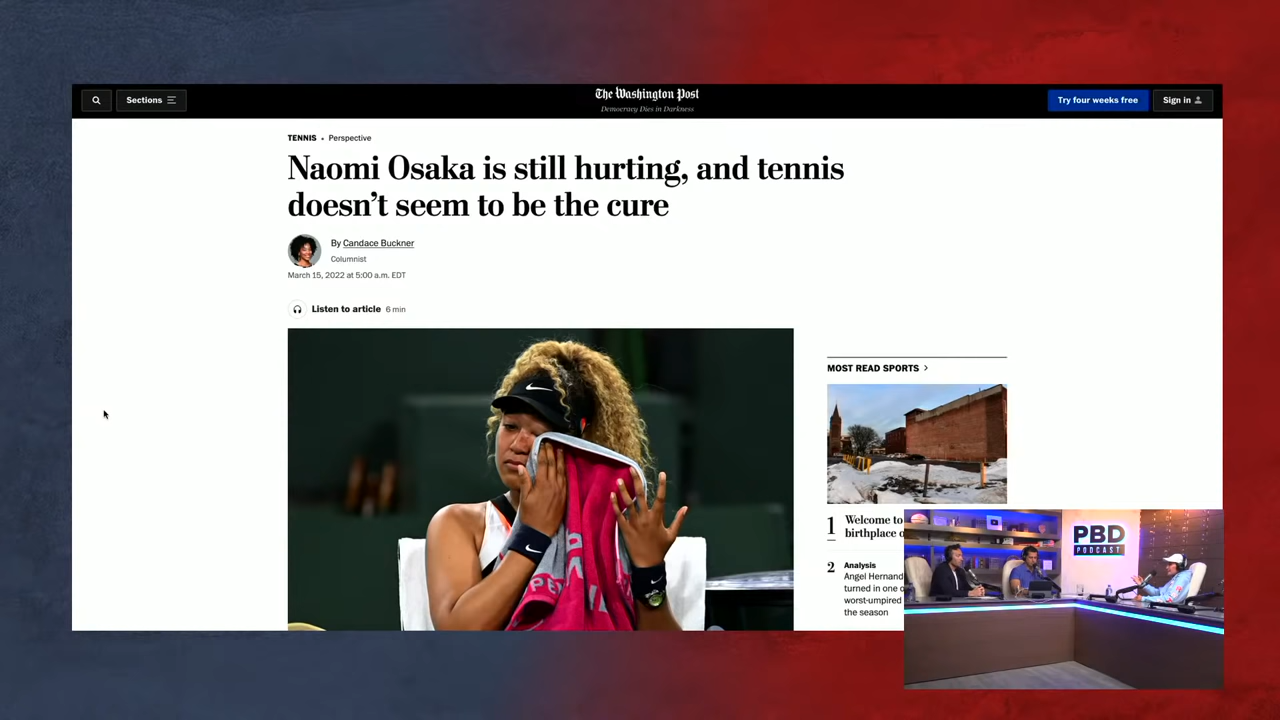 Sections
The Washington Post
Democracy Dies in Darkness
Try four weeks free
Sign in
TENNIS • Perspective
Naomi Osaka is still hurting, and tennis
doesn't seem to be the cure
By Candace Buckner
Columnist
March 15, 2022 at 5:00 a.m. EDT
Listen to article 6 min
MOST READ SPORTS >
1 Welcome to
birthplace
2 Analysis
Angel Hernand
turned in one
worst-umpired
the season
PBD
PODCAST